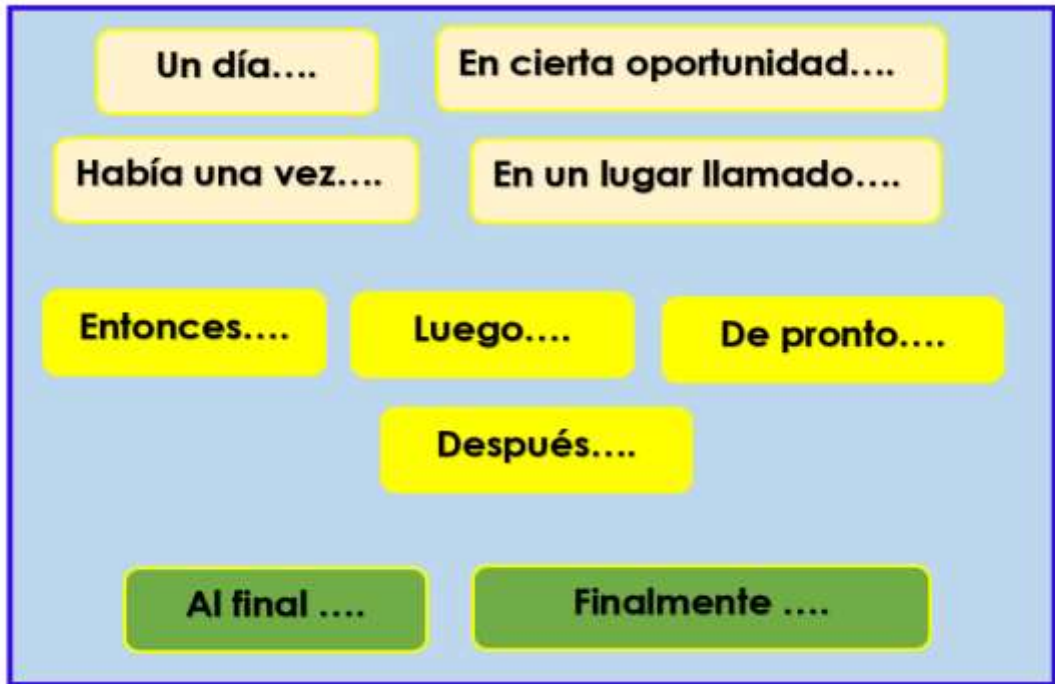 Un día....
En cierta oportunidad....
Había una vez....
En un lugar llamado....
Entonces....
Luego....
De pronto....
Después....
Al final ....
Finalmente ....